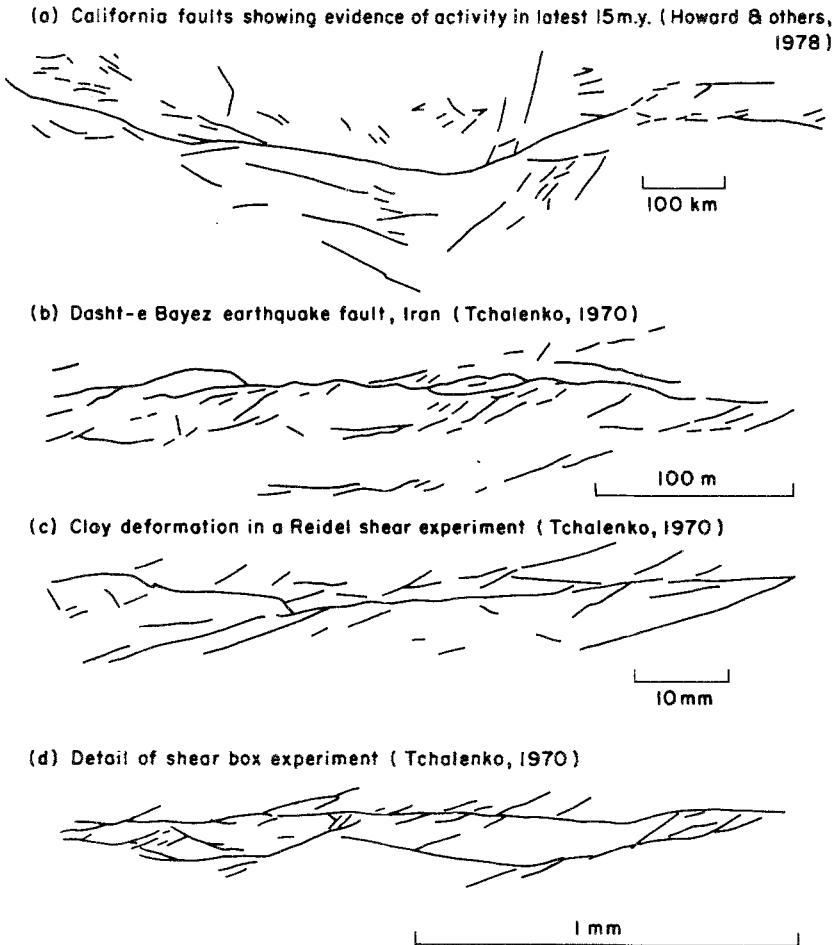 (a) California faults showing evidence of activity in latest 15 m.y. (Howard & others,
1978)
100 km
(b) Dasht-e Bayez earthquake fault, Iran (Tchalenko, 1970)
100 m
(c) Clay deformation in a Reidel shear experiment (Tchalenko, 1970)
10 mm
(d) Detail of shear box experiment (Tchalenko, 1970)
1 mm